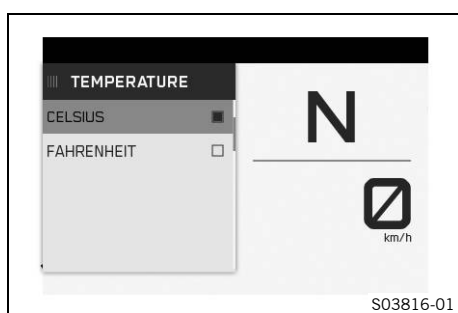 TEMPERATURE
CELSIUS
FAHRENHEIT
N
0
km/h
S03816-01